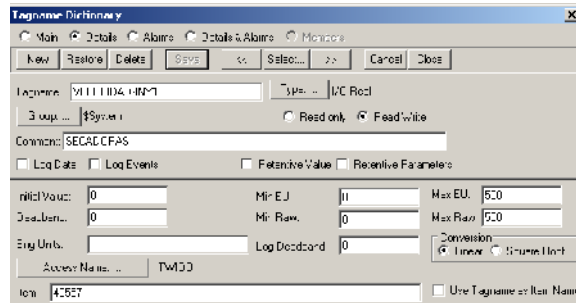 Tagname Dictionary
Main Details Alarms Details & Alarms Members
New Restore Delete Save << Select... >> Cancel Close
Tagname: Type: ... I/O Real
Group: ... $System Read only Read Write
Comment: SECADORAS
Log Data Log Events Retentive Value Retentive Parameters
Initial Value: 0 Min EU: 0 Max EU: 500
Deadband: 0 Min Raw: 0 Max Raw: 500
Eng Units: Log Deadband: 0 Conversion
Linear Square Root
Access Name: ... TWIDO
Item: Use Tagname as Item Name